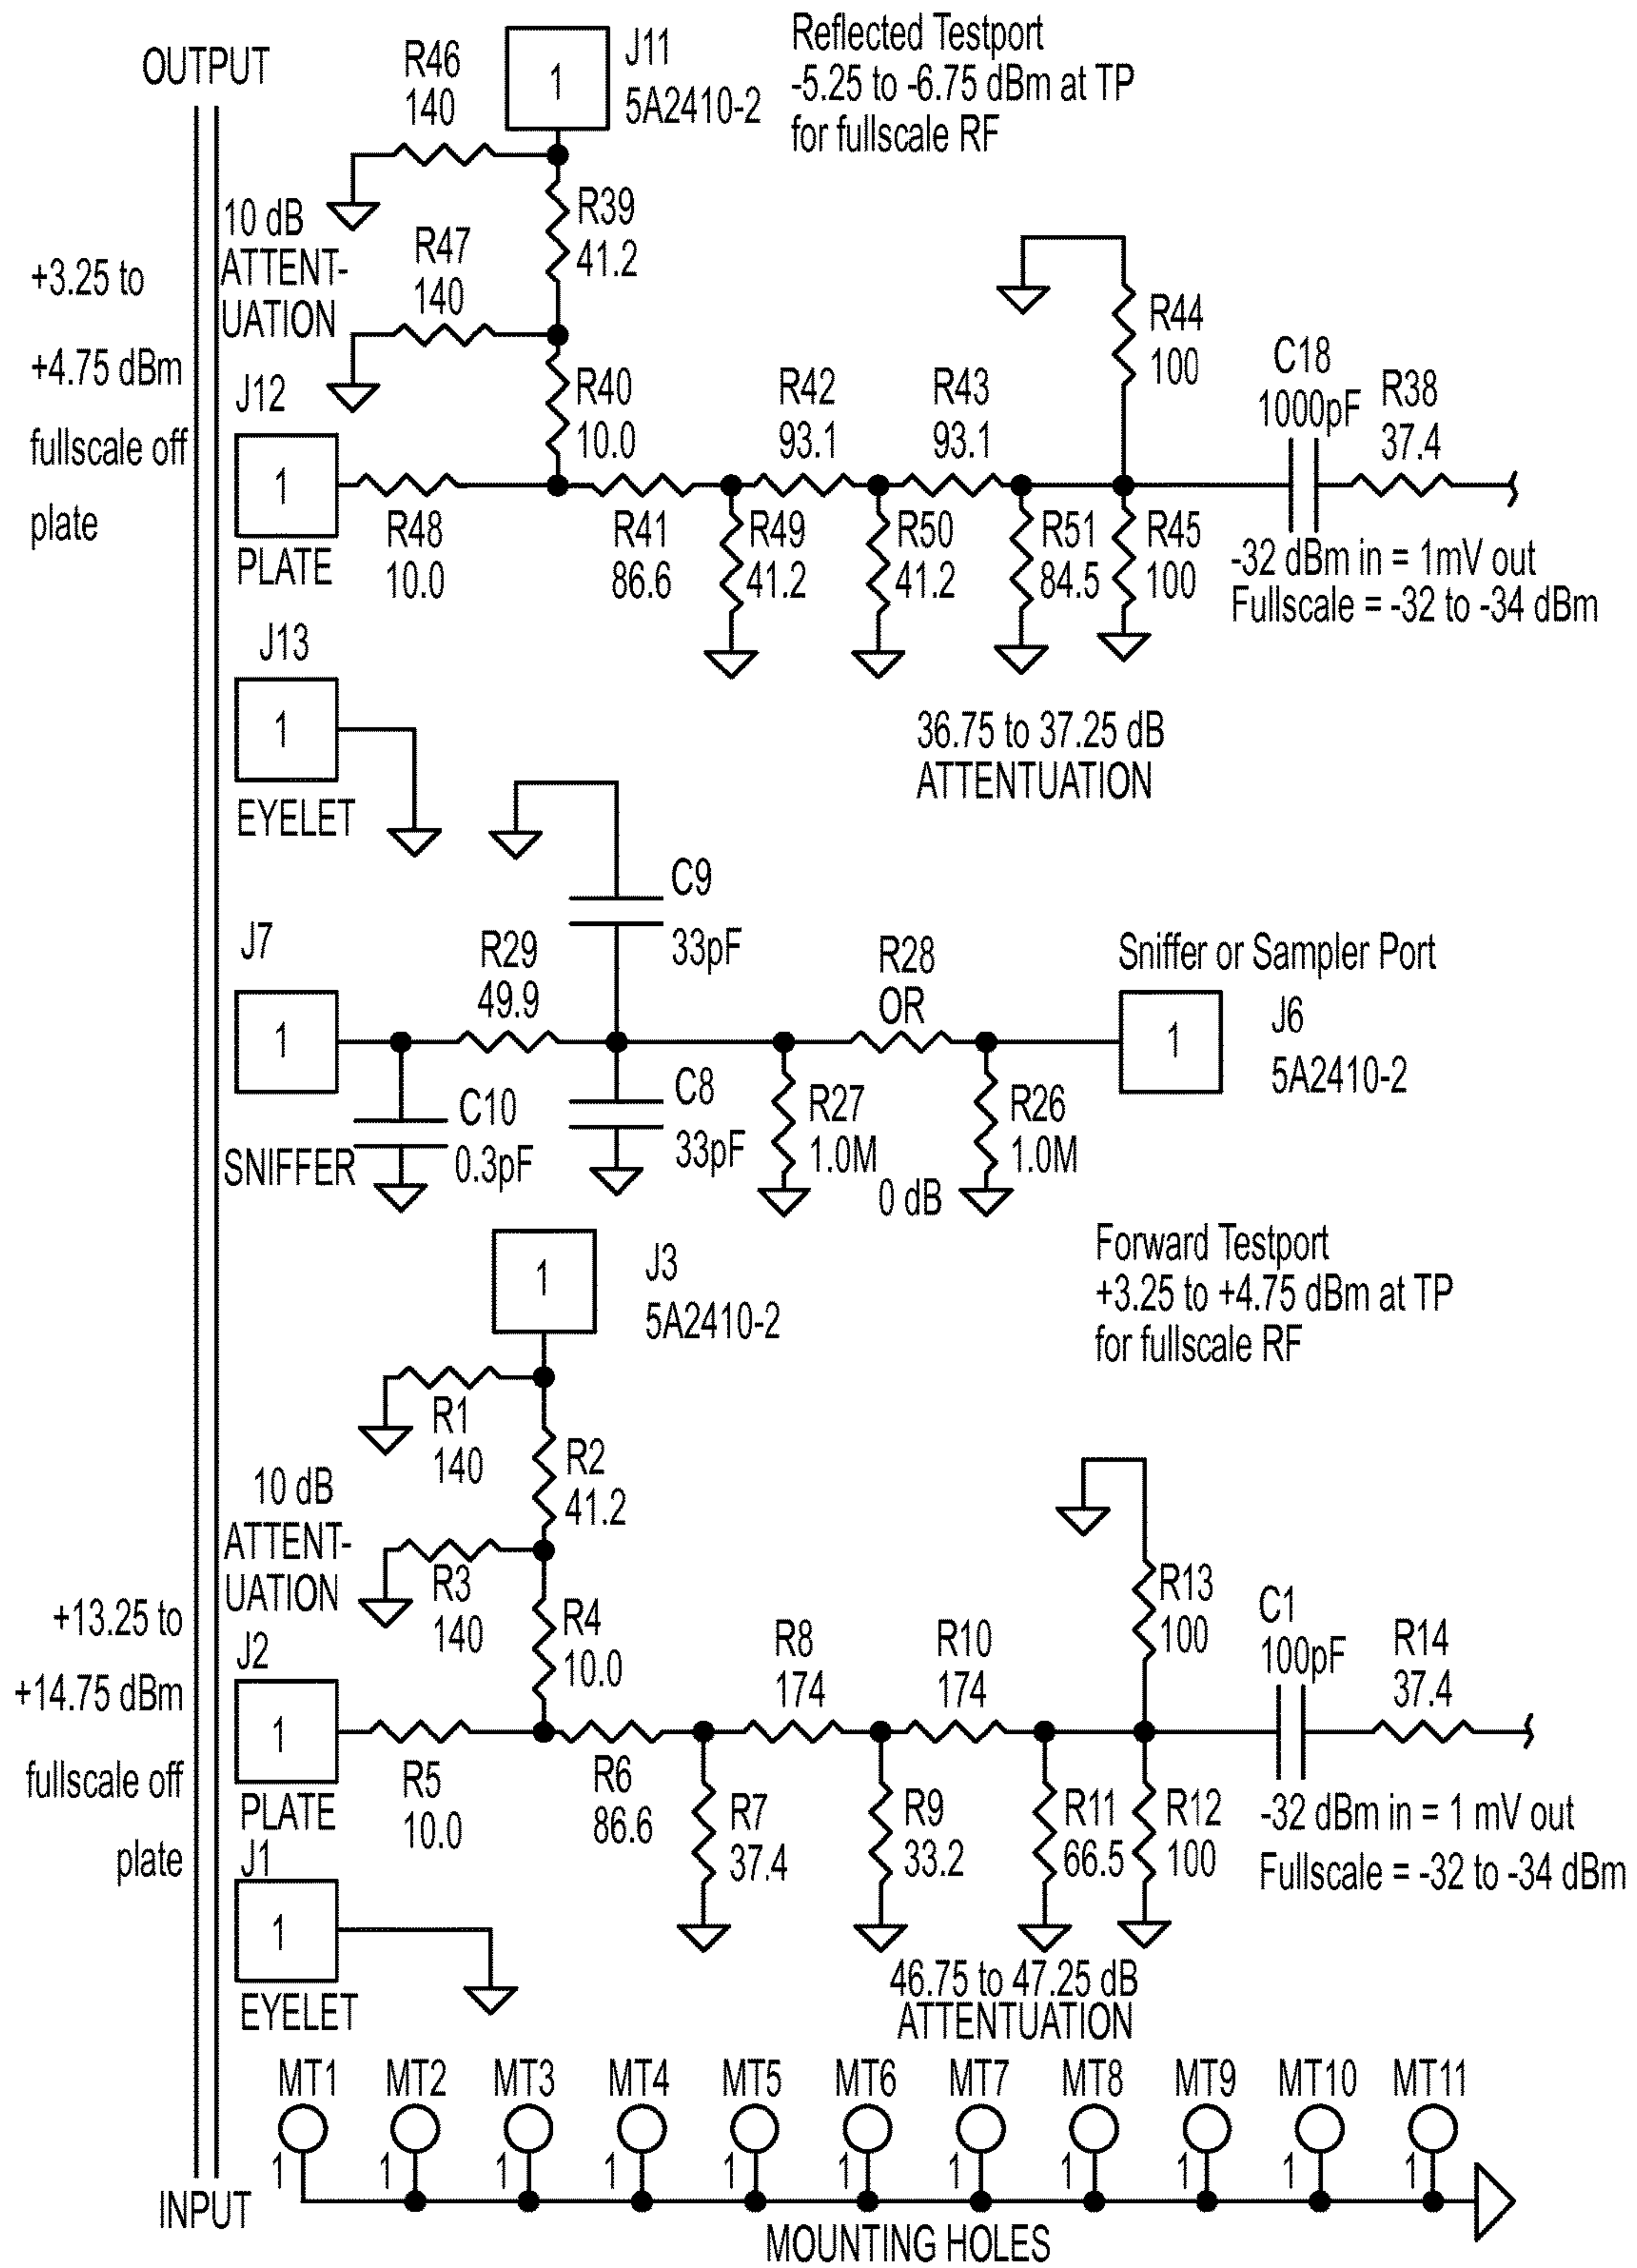 OUTPUT
R46
140
1
J11
5A2410-2
Reflected Testport
-5.25 to -6.75 dBm at TP
for fullscale RF
10 dB
ATTENT-
UATION
R47
140
R39
41.2
+3.25 to
+4.75 dBm
fullscale off
plate
J12
1
PLATE
R40
10.0
R48
10.0
R41
86.6
R42
93.1
R43
93.1
R49
41.2
R50
41.2
R51
84.5
R44
100
R45
100
C18
1000pF
R38
37.4
-32 dBm in = 1mV out
Fullscale = -32 to -34 dBm
36.75 to 37.25 dB
ATTENTUATION
J13
1
EYELET
C9
33pF
J7
1
SNIFFER
R29
49.9
C10
0.3pF
C8
33pF
R28
OR
R27
1.0M
0 dB
R26
1.0M
Sniffer or Sampler Port
1
J6
5A2410-2
1
J3
5A2410-2
Forward Testport
+3.25 to +4.75 dBm at TP
for fullscale RF
R1
140
R2
41.2
10 dB
ATTENT-
UATION
R3
140
R4
10.0
+13.25 to
+14.75 dBm
fullscale off
plate
J2
1
PLATE
R5
10.0
R6
86.6
R8
174
R10
174
R7
37.4
R9
33.2
R11
66.5
R13
100
R12
100
C1
100pF
R14
37.4
-32 dBm in = 1 mV out
Fullscale = -32 to -34 dBm
46.75 to 47.25 dB
ATTENTUATION
J1
1
EYELET
MT1 MT2 MT3 MT4 MT5 MT6 MT7 MT8 MT9 MT10 MT11
1 1 1 1 1 1 1 1 1 1 1
INPUT
MOUNTING HOLES